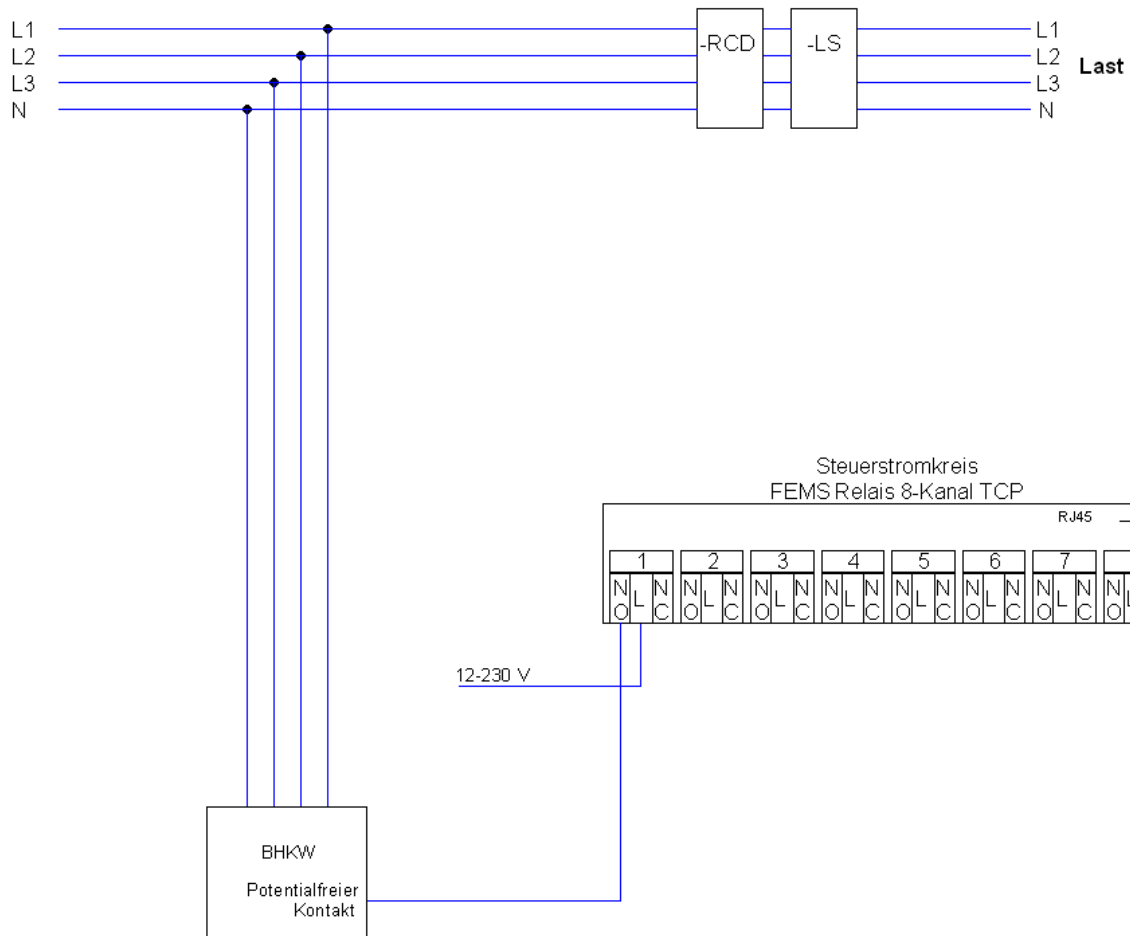 L1
L2
L3
N
-RCD
-LS
L1
L2
L3
N
Last
Steuerstromkreis
FEMS Relais 8-Kanal TCP
RJ45
1 2 3 4 5 6 7
NO L NC NO L NC NO L NC NO L NC NO L NC NO L NC NO L NC NO L
12-230 V
BHKW
Potentialfreier
Kontakt